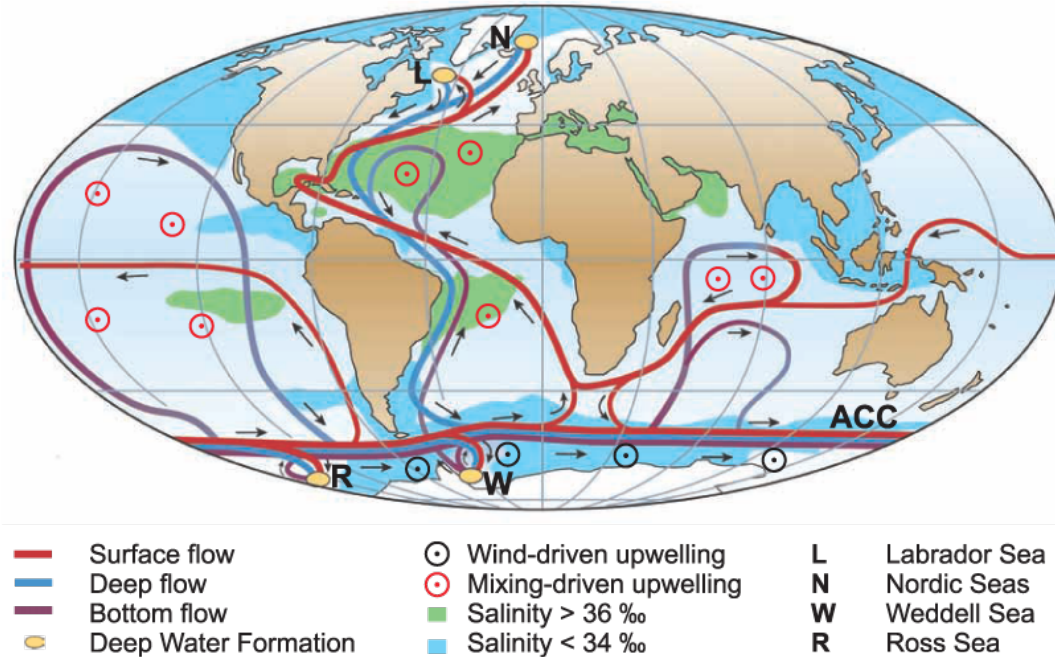 N
L
ACC
R
W
Surface flow
Deep flow
Bottom flow
Deep Water Formation
Wind-driven upwelling
Mixing-driven upwelling
Salinity > 36 ‰
Salinity < 34 ‰
L Labrador Sea
N Nordic Seas
W Weddell Sea
R Ross Sea